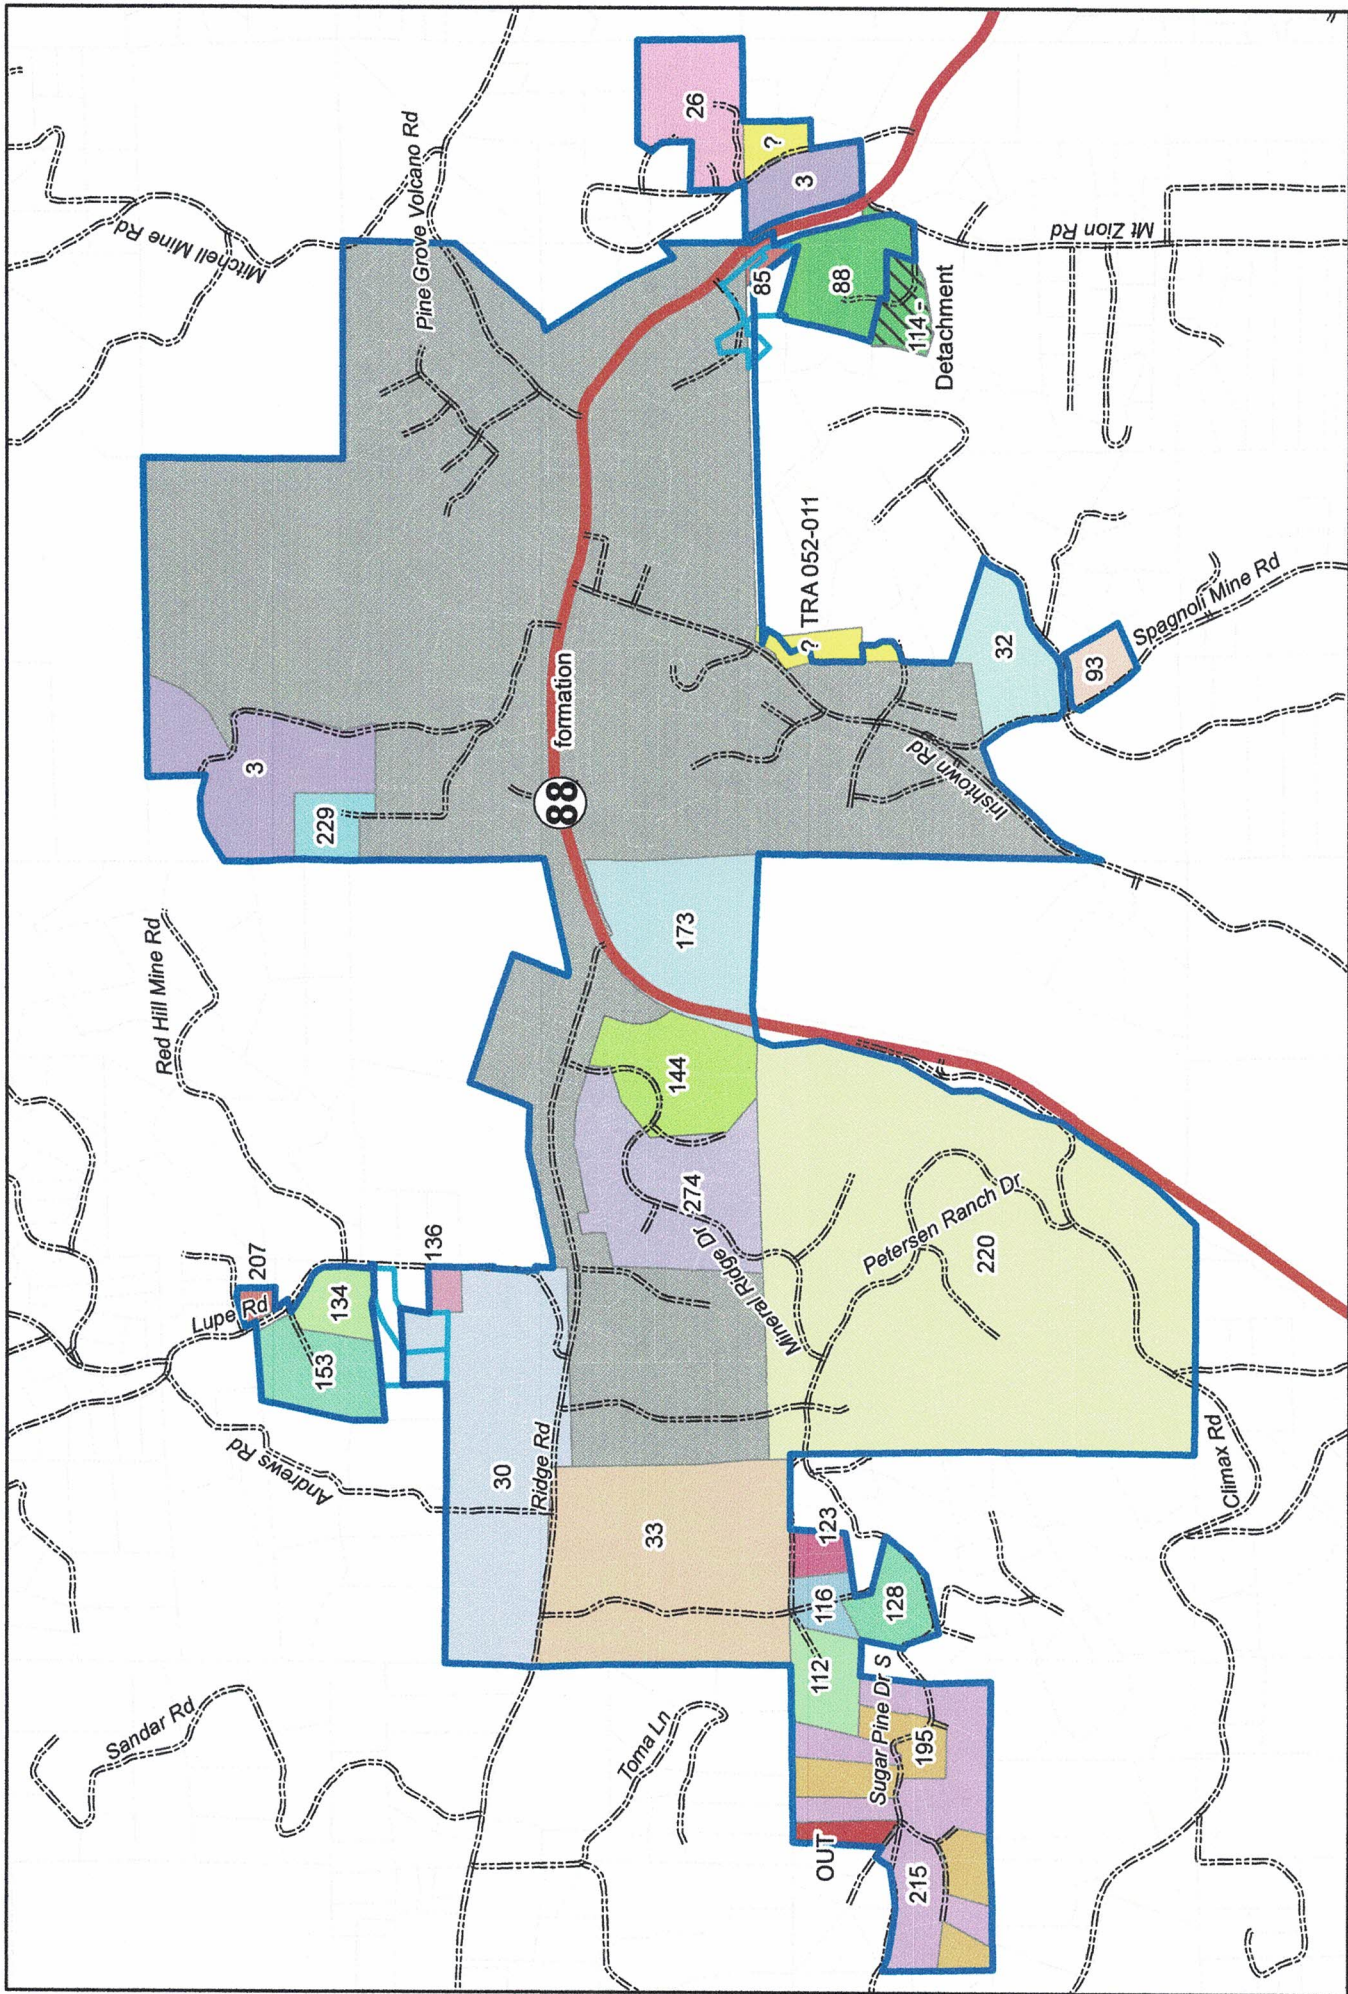 Sandar Rd
Toma Ln
Andrews Rd
Lupe Rd
207
Red Hill Mine Rd
153
134
136
30
Ridge Rd
33
OUT
215
Sugar Pine Dr S
195
112
116
123
128
Climax Rd
Mineral Ridge Dr
274
144
Petersen Ranch Dr
220
173
88
formation
229
3
Mitchell Mine Rd
Pine Grove Volcano Rd
26
?
3
85
88
114 -
Detachment
Mt Zion Rd
TRA 052-011
?
Irishtown Rd
32
93
Spagnoli Mine Rd